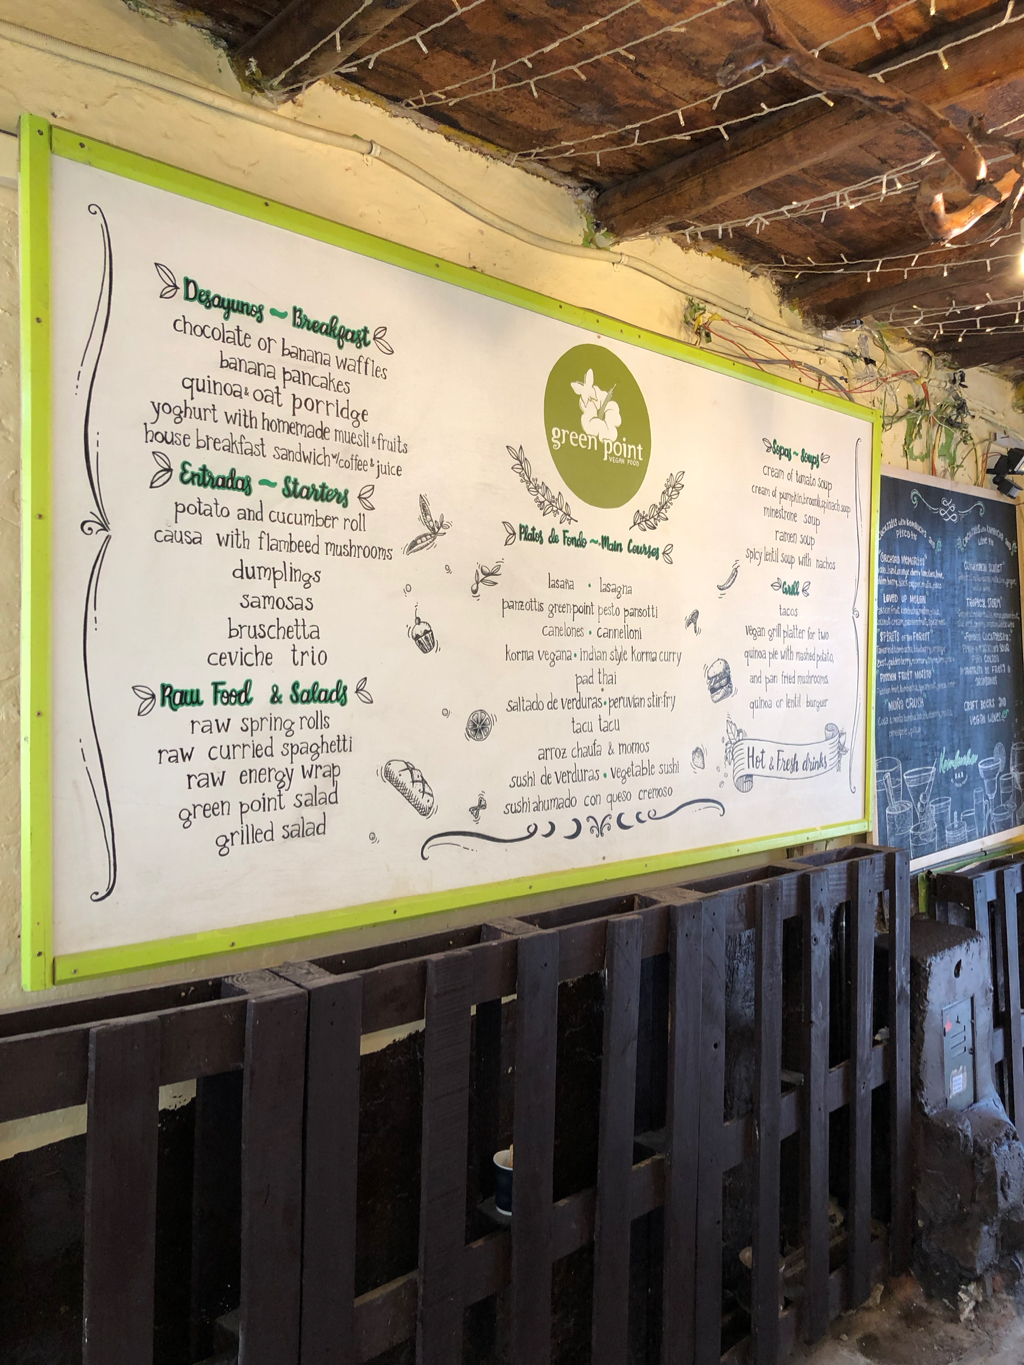 Desayunos ~ Breakfast
chocolate or banana waffles
banana pancakes
quinoa & oat porridge
yoghurt with homemade muesli & fruits
house breakfast sandwich w/coffee & juice
Entradas ~ Starters
potato and cucumber roll
causa with flambeed mushrooms
dumplings
samosas
bruschetta
ceviche trio
Raw Food & Salads
raw spring rolls
raw curried spaghetti
raw energy wrap
green point salad
grilled salad
green point
VEGAN FOOD
Platos de Fondo ~ Main Courses
lasaña • lasagna
panzottis greenpoint pesto pansotti
canelones • cannelloni
korma vegana • indian style korma curry
pad thai
saltado de verduras • peruvian stir fry
tacu tacu
arroz chaufa & momos
sushi de verduras • vegetable sushi
sushi ahumado con queso cremoso
Sopas ~ Soups
cream of tomato soup
cream of pumpkin, broccoli, spinach soup
minestrone soup
ramen soup
spicy lentil soup with nachos
Grill
tacos
vegan grill platter for two
quinoa pie with mashed potato,
and pan fried mushrooms
quinoa or lentil burguer
Hot & Fresh drinks
ORCHARD MEMORIES
LOVED UP MELON
SPIRITS of the FOREST
PASSION FRUIT MOJITO
MUÑA CRUSH
TROPICAL STORM
CRAFT BEERS AND
VEGAN WINES